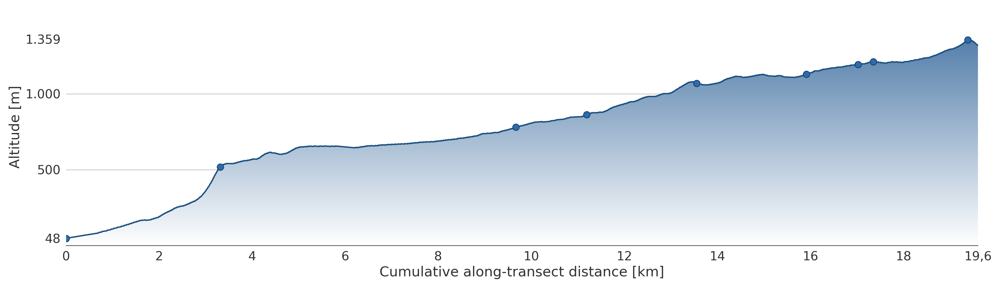 1.359
1.000
500
48
Altitude [m]
0 2 4 6 8 10 12 14 16 18 19,6
Cumulative along-transect distance [km]